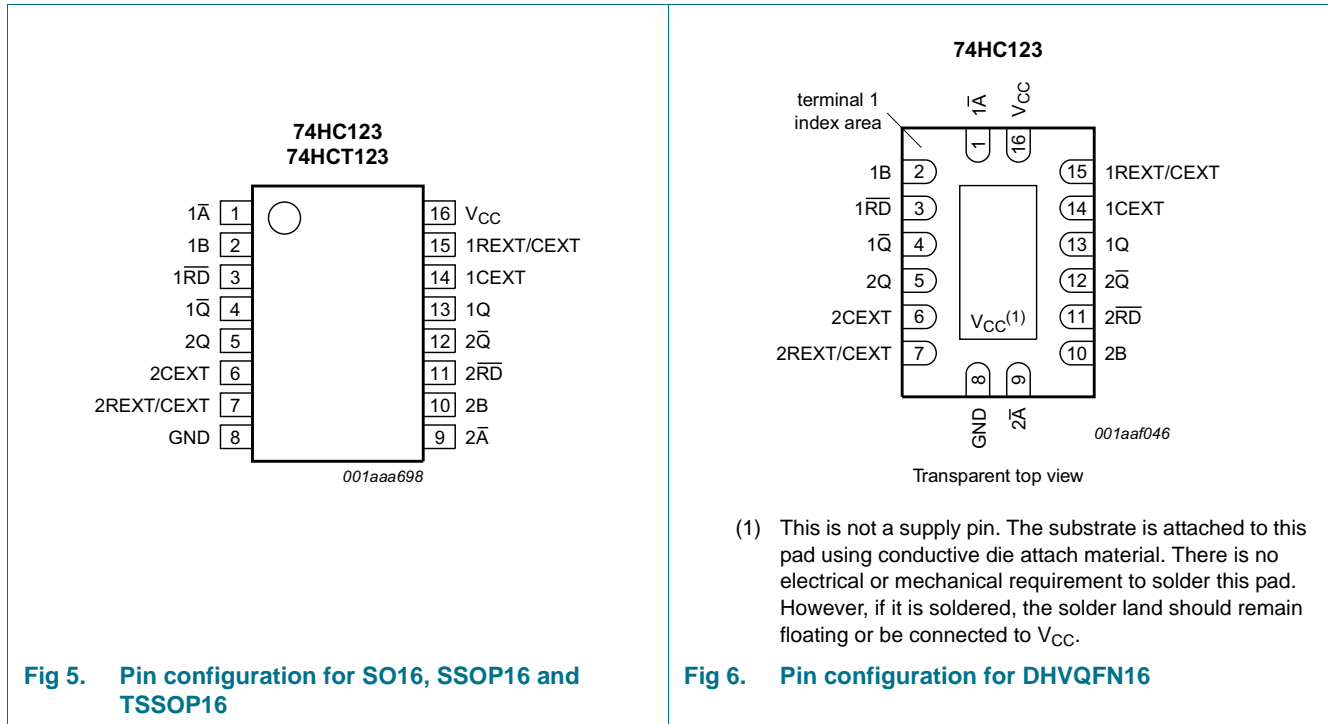 74HC123
74HCT123
1A̅ 1
1B 2
1R̅D̅ 3
1Q̅ 4
2Q 5
2CEXT 6
2REXT/CEXT 7
GND 8
16 VCC
15 1REXT/CEXT
14 1CEXT
13 1Q
12 2Q̅
11 2R̅D̅
10 2B
9 2A̅
001aaa698
Fig 5. Pin configuration for SO16, SSOP16 and
TSSOP16
74HC123
terminal 1
index area
1A̅
VCC
1
16
1B 2
1R̅D̅ 3
1Q̅ 4
2Q 5
2CEXT 6
2REXT/CEXT 7
15 1REXT/CEXT
14 1CEXT
13 1Q
12 2Q̅
11 2R̅D̅
10 2B
VCC(1)
8
9
GND
2A̅
001aaf046
Transparent top view
(1) This is not a supply pin. The substrate is attached to this
pad using conductive die attach material. There is no
electrical or mechanical requirement to solder this pad.
However, if it is soldered, the solder land should remain
floating or be connected to VCC.
Fig 6. Pin configuration for DHVQFN16